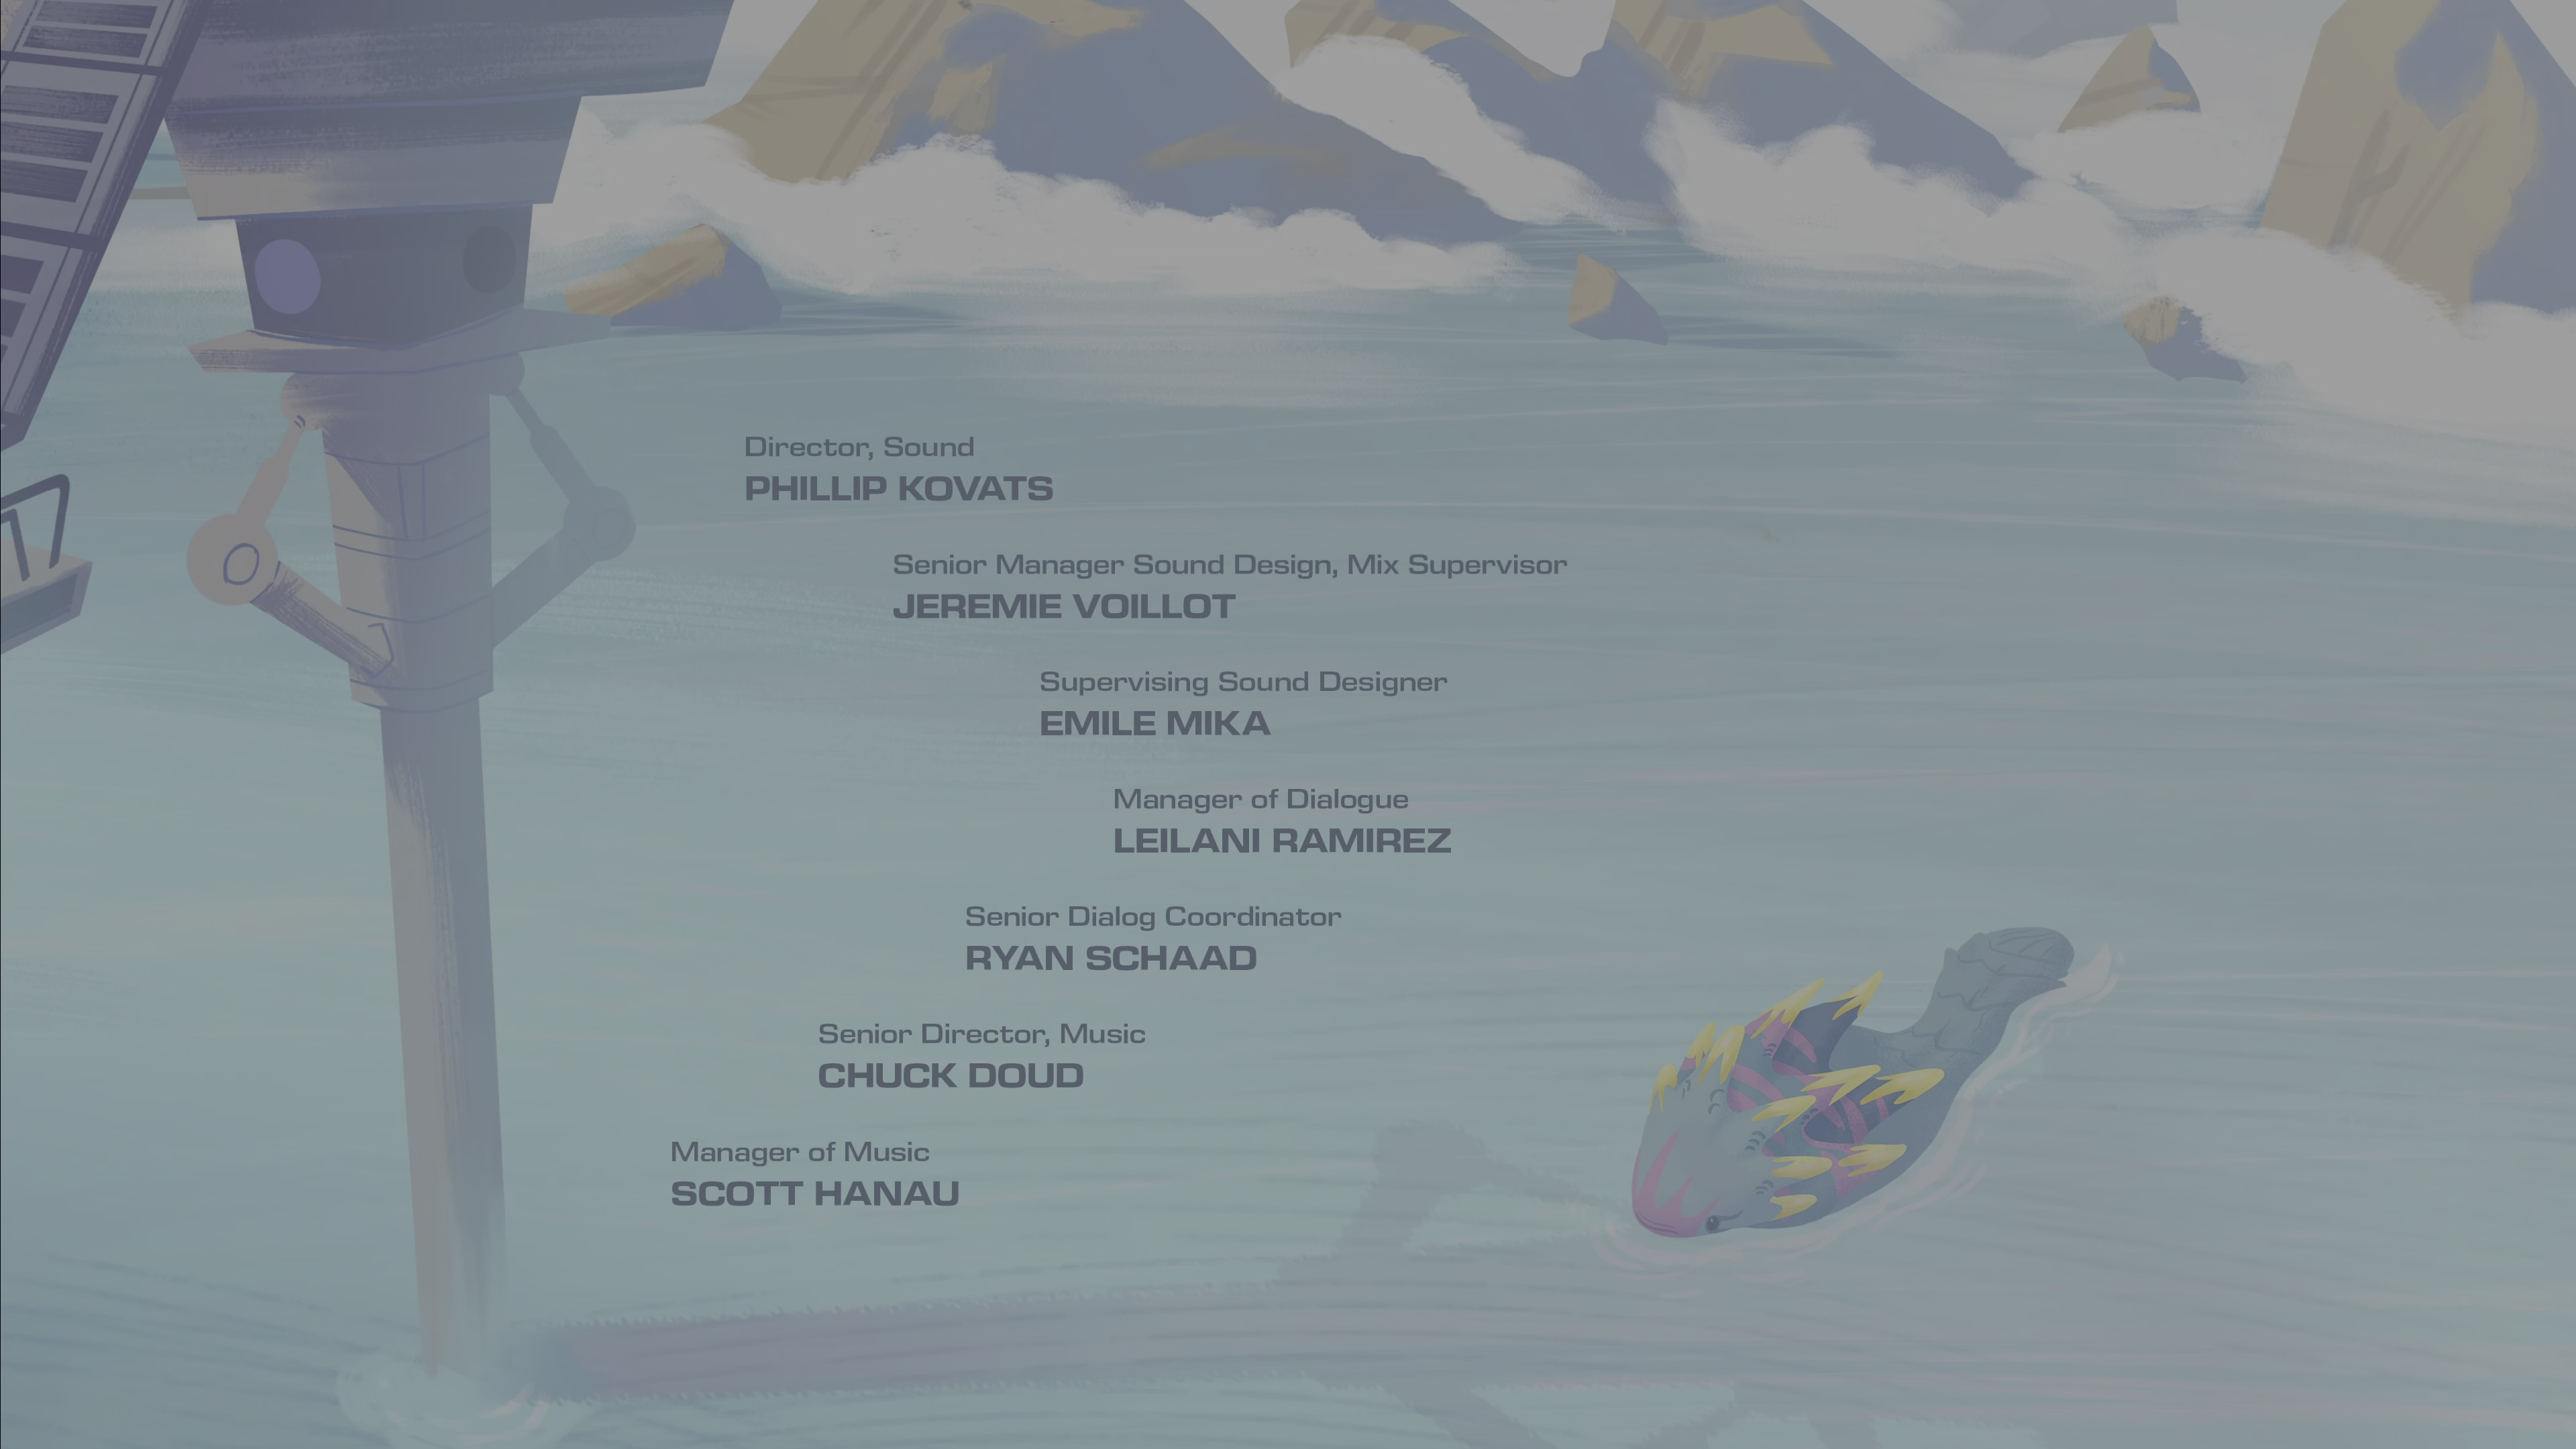 Director, Sound
PHILLIP KOVATS
Senior Manager Sound Design, Mix Supervisor
JEREMIE VOILLOT
Supervising Sound Designer
EMILE MIKA
Manager of Dialogue
LEILANI RAMIREZ
Senior Dialog Coordinator
RYAN SCHAAD
Senior Director, Music
CHUCK DOUD
Manager of Music
SCOTT HANAU